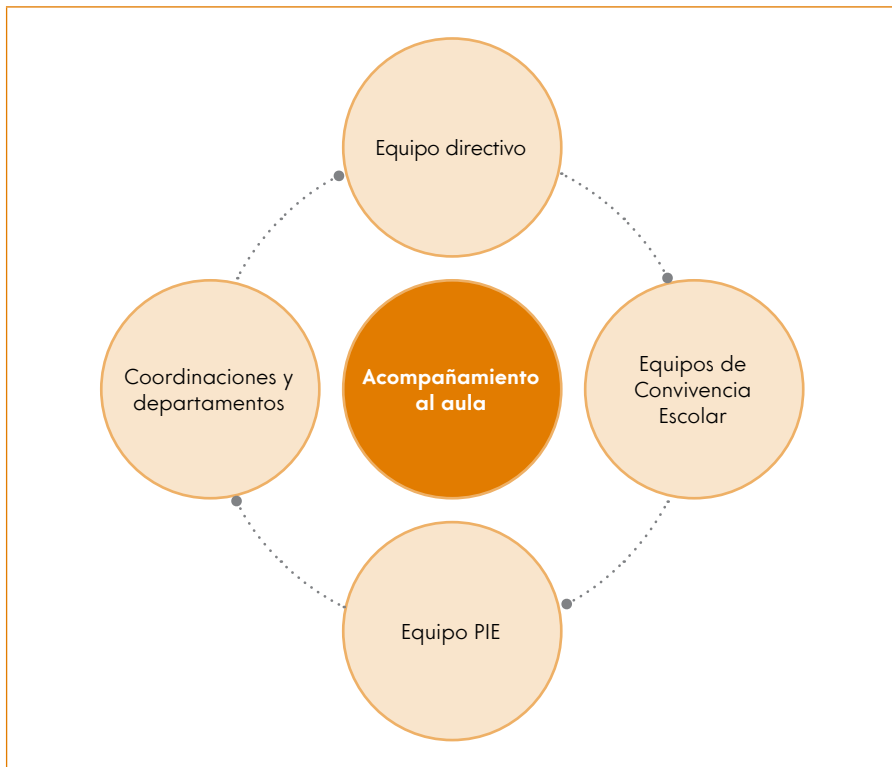 Equipo directivo
Coordinaciones y
departamentos
Acompañamiento
al aula
Equipos de
Convivencia
Escolar
Equipo PIE